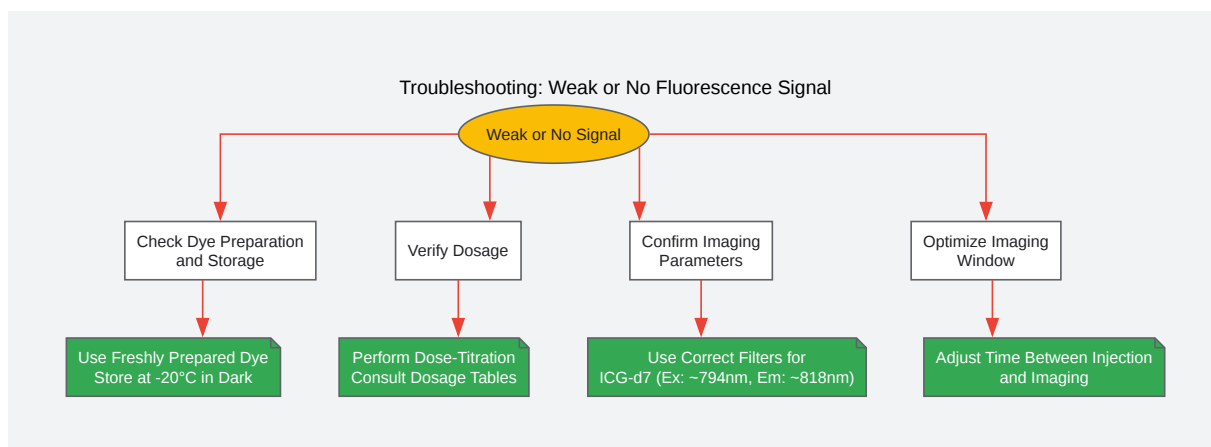 Troubleshooting: Weak or No Fluorescence Signal
Weak or No Signal
Check Dye Preparation
and Storage
Verify Dosage
Confirm Imaging
Parameters
Optimize Imaging
Window
Use Freshly Prepared Dye
Store at -20°C in Dark
Perform Dose-Titration
Consult Dosage Tables
Use Correct Filters for
ICG-d7 (Ex: ~794nm, Em: ~818nm)
Adjust Time Between Injection
and Imaging